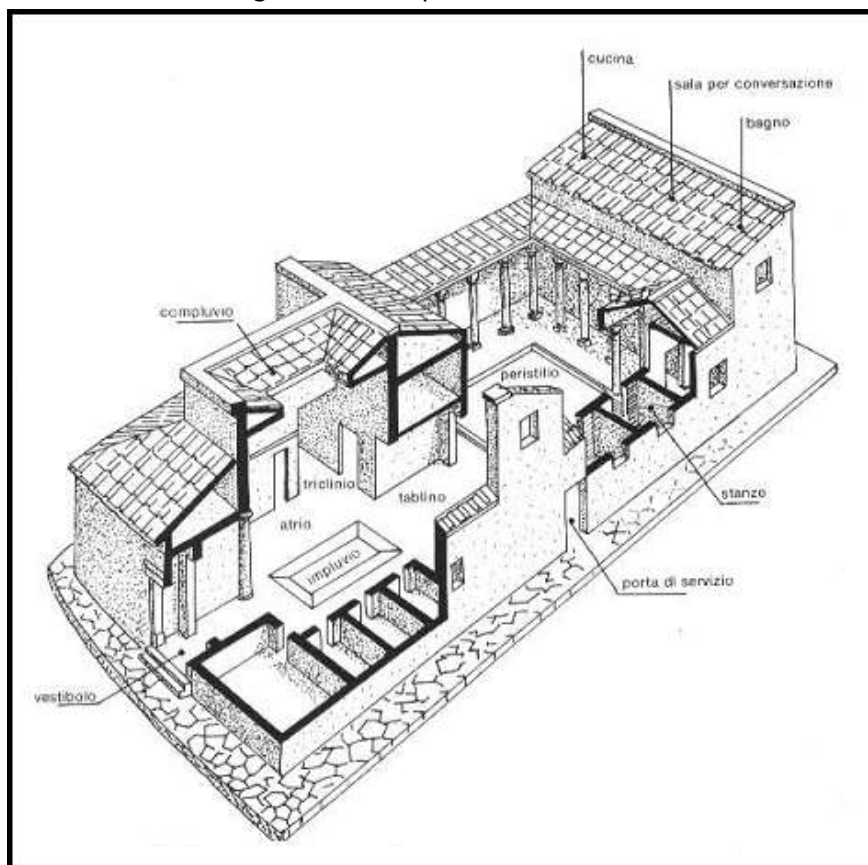 cucina
sala per conversazione
bagno
compluvio
peristilio
triclinio
tablino
stanze
atrio
impluvio
porta di servizio
vestibolo